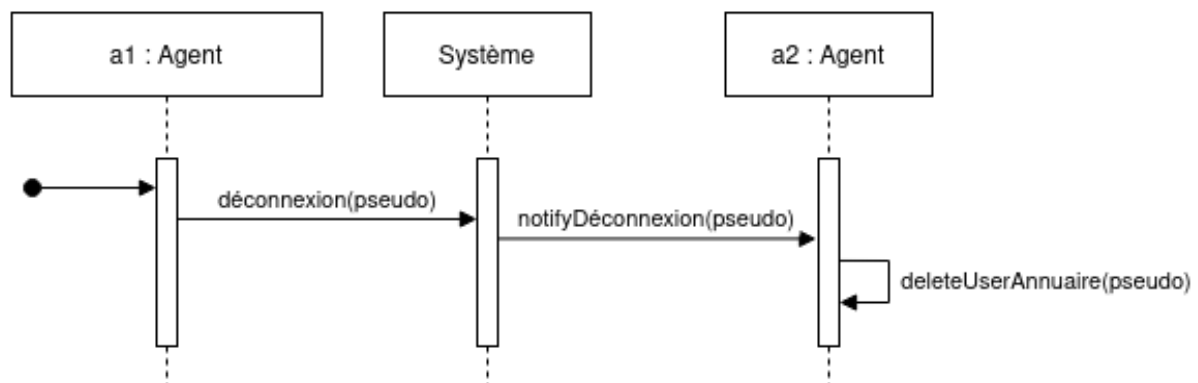 a1 : Agent
Système
a2 : Agent
déconnexion(pseudo)
notifyDéconnexion(pseudo)
deleteUserAnnuaire(pseudo)